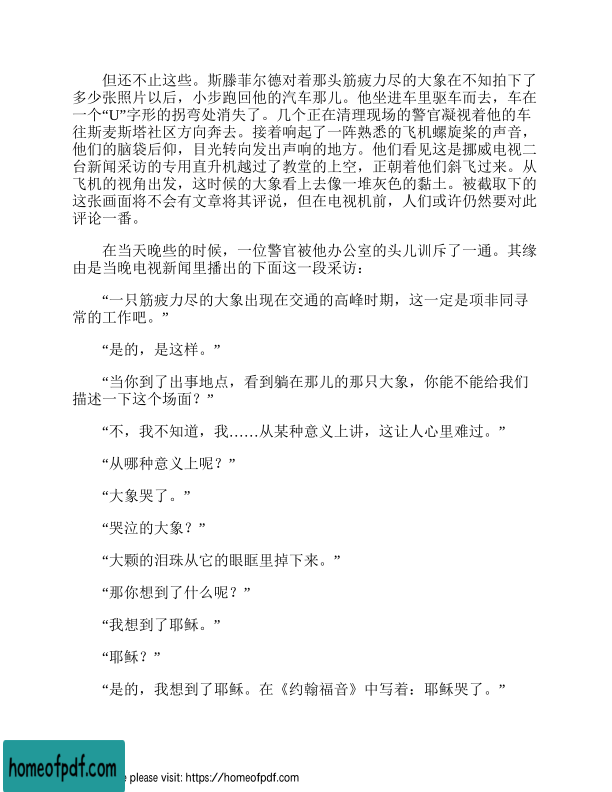 但还不止这些。斯滕菲尔德对着那头筋疲力尽的大象在不知拍下了
多少张照片以后，小步跑回他的汽车那儿。他坐进车里驱车而去，车在
一个“U”字形的拐弯处消失了。几个正在清理现场的警官凝视着他的车
往斯麦斯塔社区方向奔去。接着响起了一阵熟悉的飞机螺旋桨的声音，
他们的脑袋后仰，目光转向发出声响的地方。他们看见这是挪威电视二
台新闻采访的专用直升机越过了教堂的上空，正朝着他们斜飞过来。从
飞机的视角出发，这时候的大象看上去像一堆灰色的黏土。被截取下的
这张画面将不会有文章将其评说，但在电视机前，人们或许仍然要对此
评论一番。
在当天晚些的时候，一位警官被他办公室的头儿训斥了一通。其缘
由是当晚电视新闻里播出的下面这一段采访：
“一只筋疲力尽的大象出现在交通的高峰时期，这一定是项非同寻
常的工作吧。”
“是的，是这样。”
“当你到了出事地点，看到躺在那儿的那只大象，你能不能给我们
描述一下这个场面？”
“不，我不知道，我……从某种意义上讲，这让人心里难过。”
“从哪种意义上呢？”
“大象哭了。”
“哭泣的大象？”
“大颗的泪珠从它的眼眶里掉下来。”
“那你想到了什么呢？”
“我想到了耶稣。”
“耶稣？”
“是的，我想到了耶稣。在《约翰福音》中写着：耶稣哭了。”
homeofpdf.com
e please visit: https://homeofpdf.com